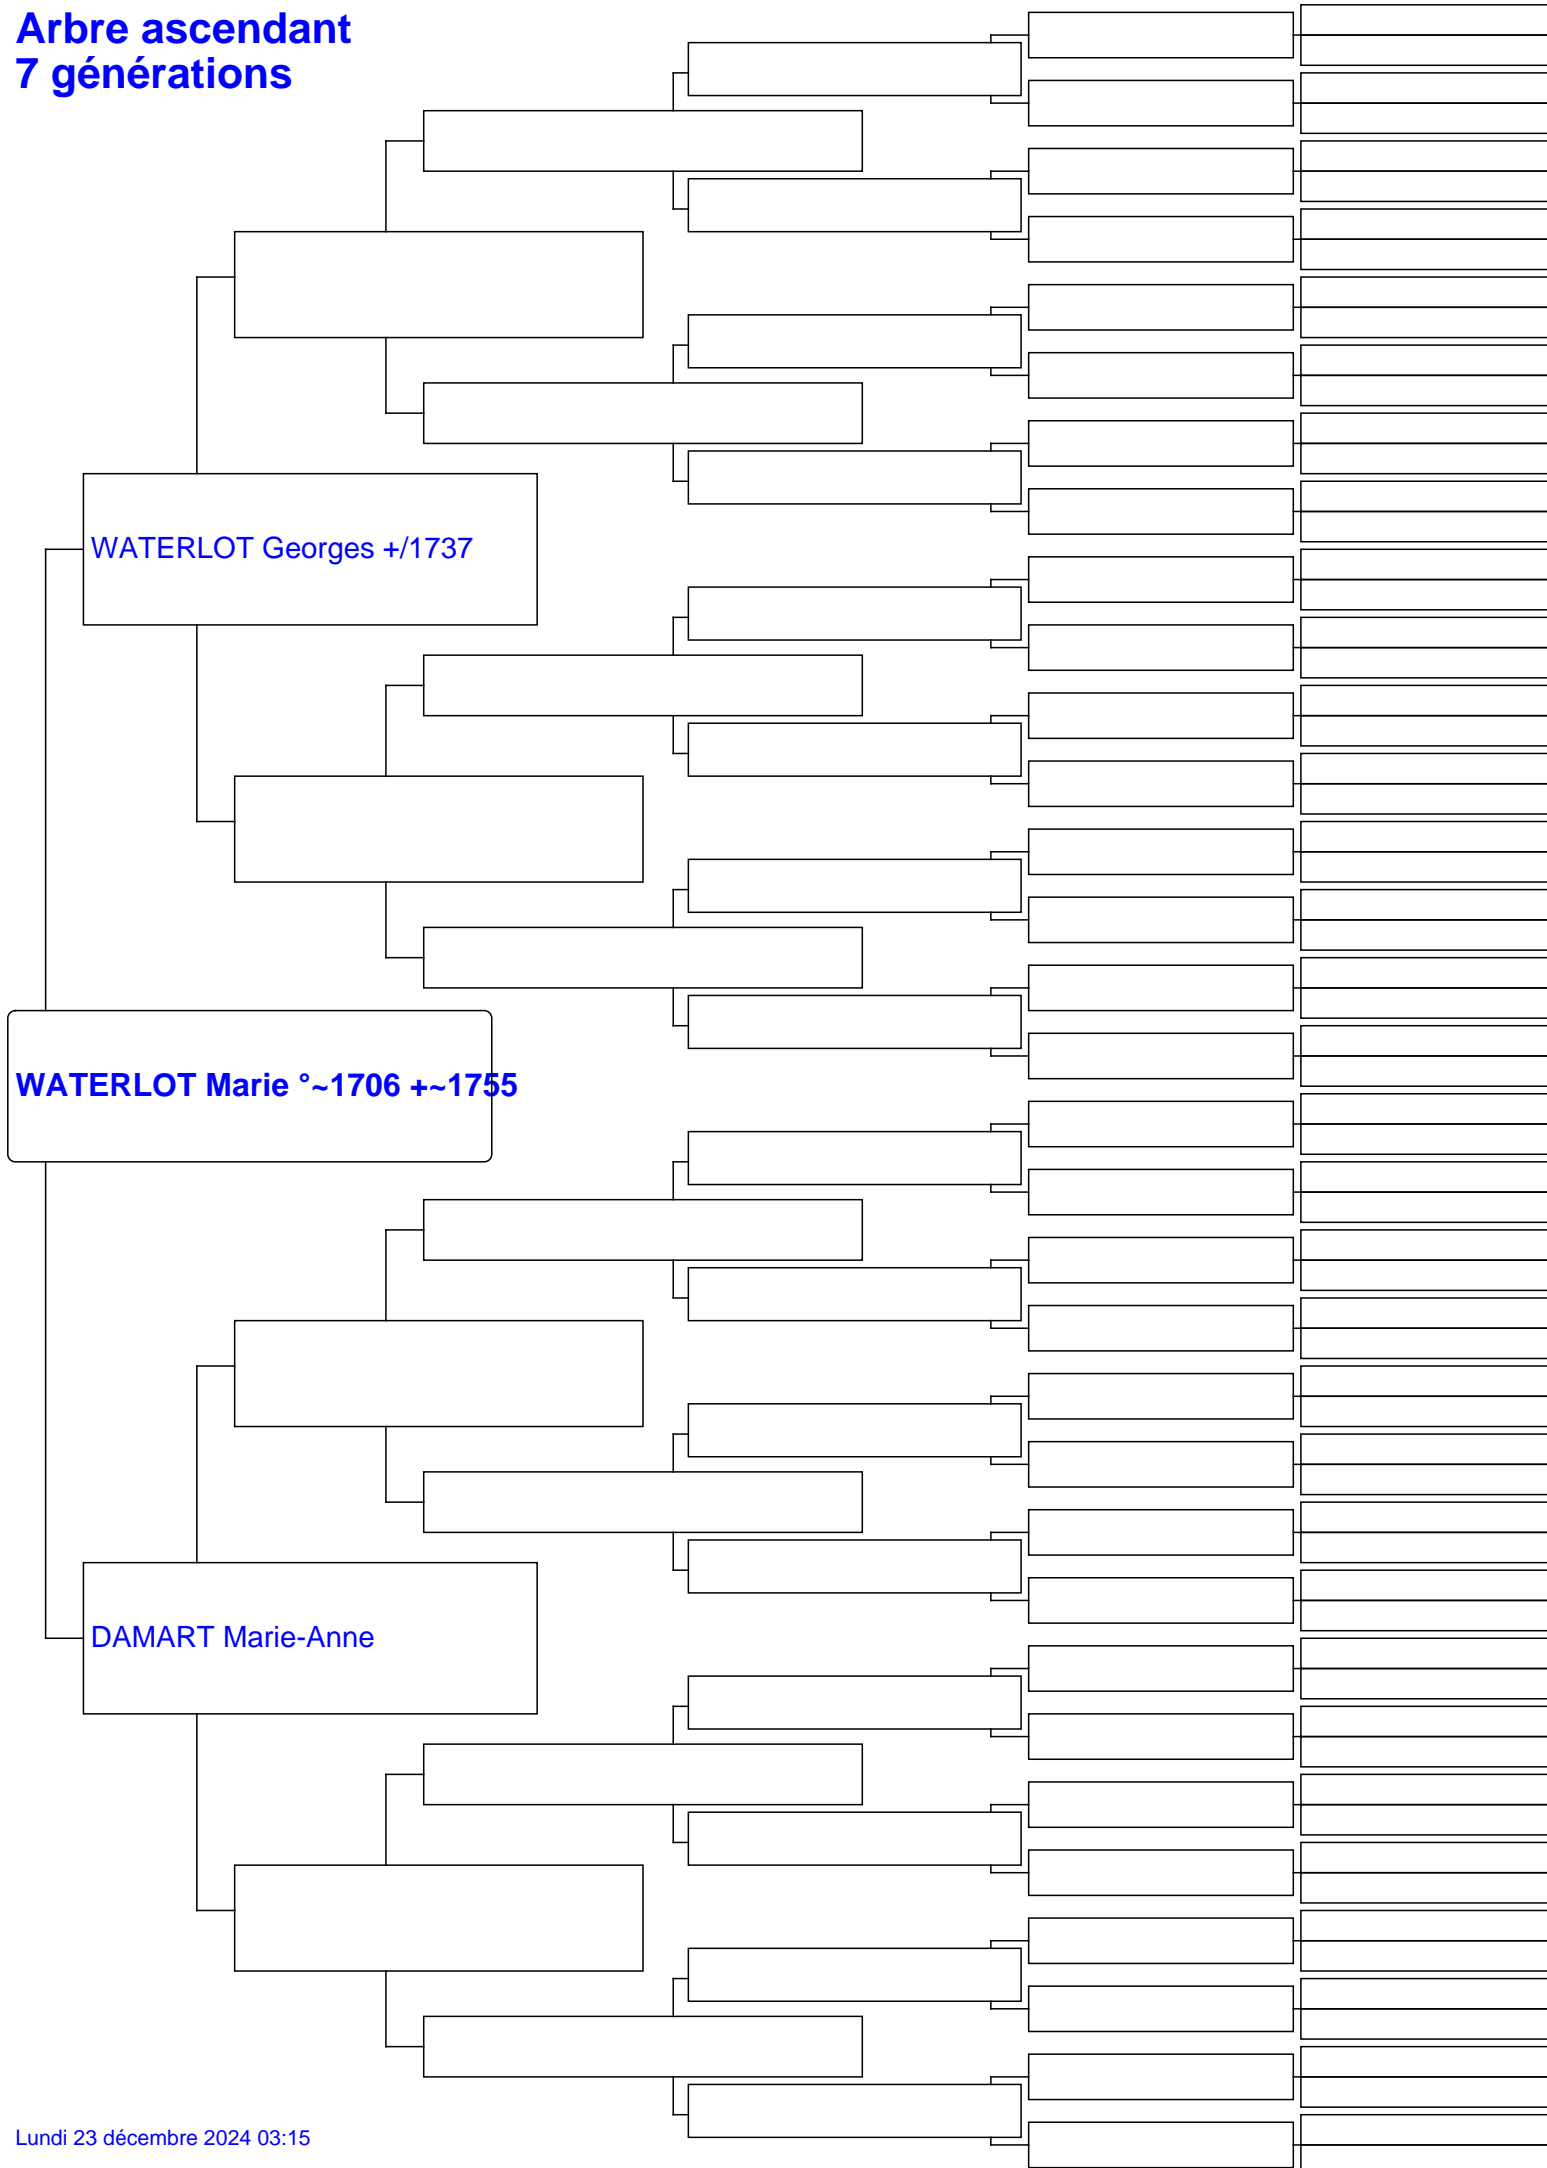 Arbre ascendant
7 générations
WATERLOT Georges +/1737
WATERLOT Marie °~1706 +~1755
DAMART Marie-Anne
Lundi 23 décembre 2024 03:15